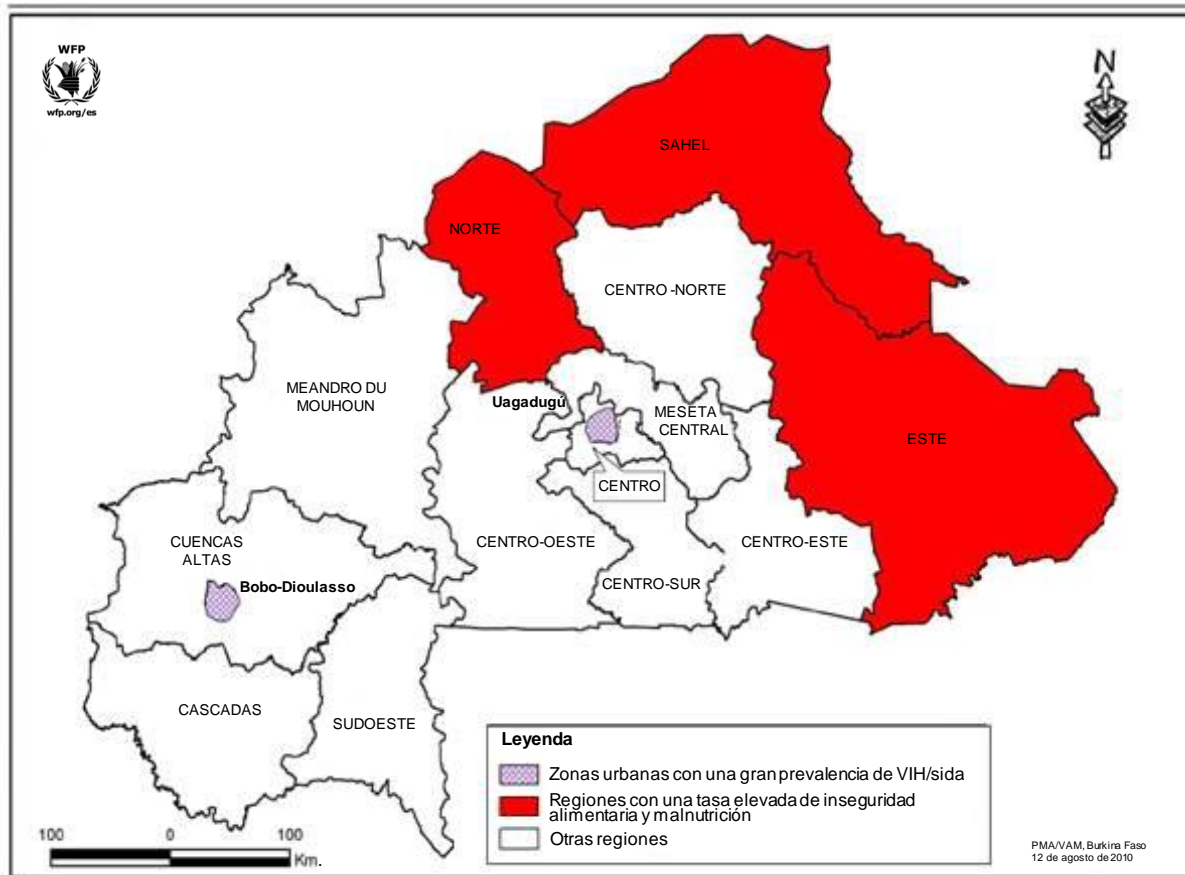 WFP
wfp.org/es
N
SAHEL
NORTE
CENTRO -NORTE
MEANDRO DU
MOUHOUN
Uagadugú
MESETA
CENTRAL
ESTE
CENTRO
CUENCAS
ALTAS
CENTRO-OESTE
CENTRO-ESTE
Bobo-Dioulasso
CENTRO-SUR
CASCADAS
SUDOESTE
Leyenda
Zonas urbanas con una gran prevalencia de VIH/sida
Regiones con una tasa elevada de inseguridad
alimentaria y malnutrición
Otras regiones
100 0 100
Km.
PMA/VAM, Burkina Faso
12 de agosto de 2010